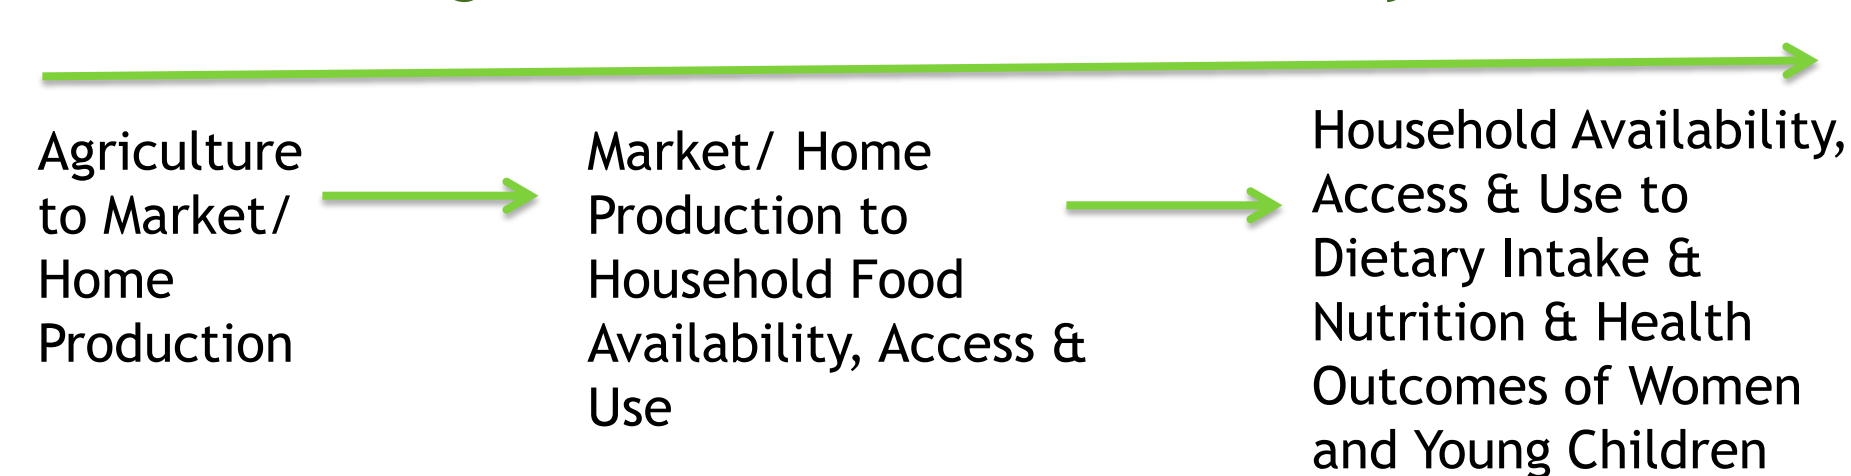 Agriculture
to Market/
Home
Production
Market/ Home
Production to
Household Food
Availability, Access &
Use
Household Availability,
Access & Use to
Dietary Intake &
Nutrition & Health
Outcomes of Women
and Young Children